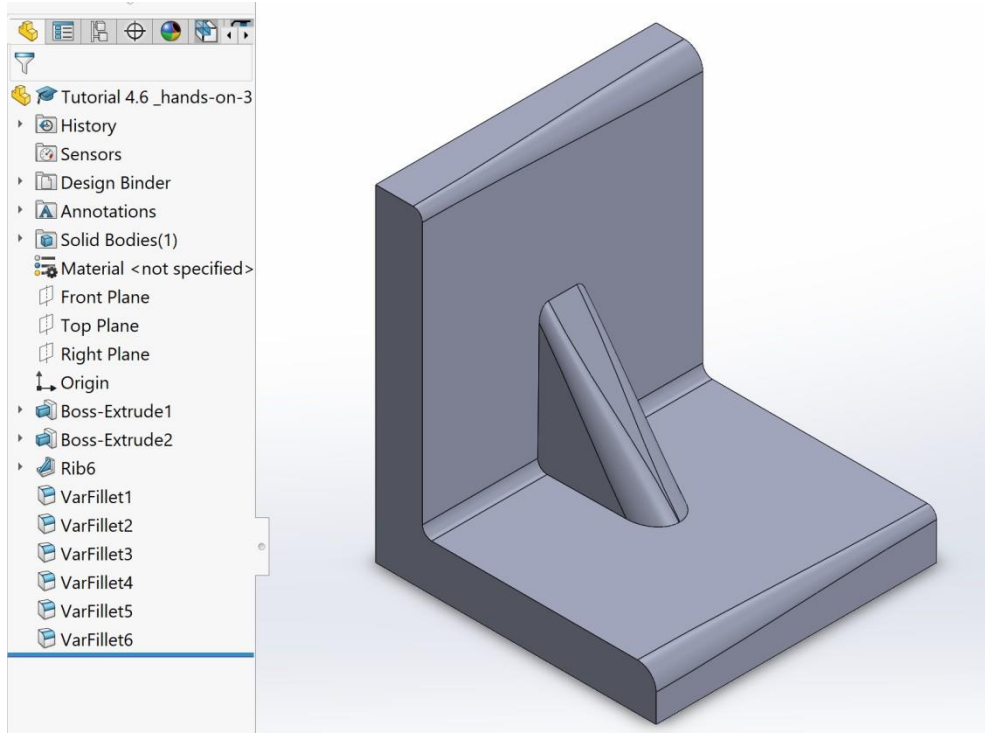 Tutorial 4.6 _hands-on-3
History
Sensors
Design Binder
Annotations
Solid Bodies(1)
Material <not specified>
Front Plane
Top Plane
Right Plane
Origin
Boss-Extrude1
Boss-Extrude2
Rib6
VarFillet1
VarFillet2
VarFillet3
VarFillet4
VarFillet5
VarFillet6